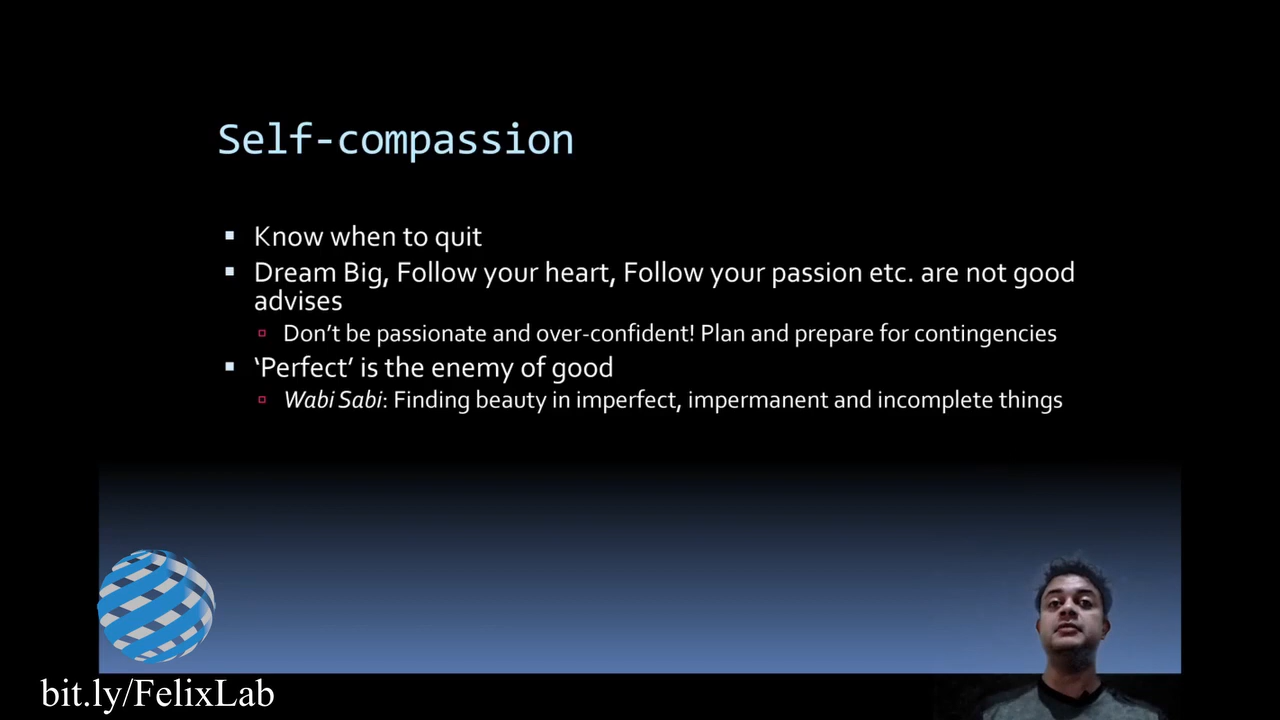 Self-compassion
Know when to quit
Dream Big, Follow your heart, Follow your passion etc. are not good
advises
Don’t be passionate and over-confident! Plan and prepare for contingencies
‘Perfect’ is the enemy of good
Wabi Sabi: Finding beauty in imperfect, impermanent and incomplete things
bit.ly/FelixLab